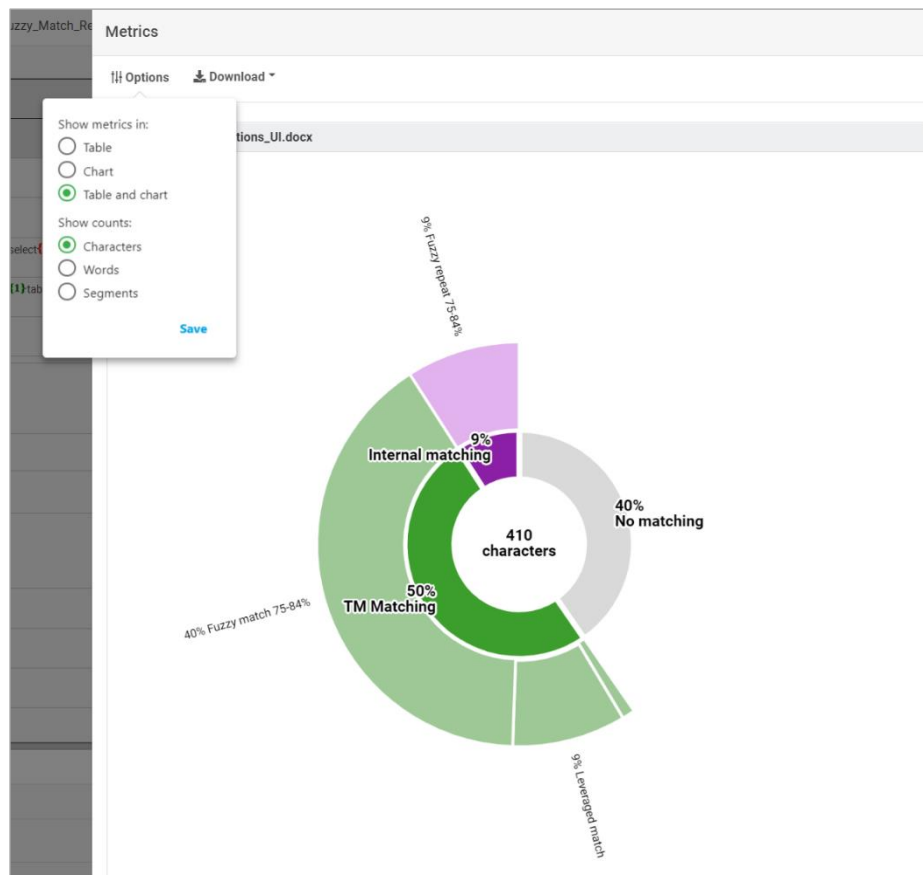 uzzy_Match_Re
Metrics
Options
Download
tions_UI.docx
Show metrics in:
Table
Chart
Table and chart
Show counts:
Characters
Words
Segments
Save
select{
{1}tab
9% Fuzzy repeat 75-84%
9%
Internal matching
40%
No matching
410
characters
50%
TM Matching
40% Fuzzy match 75-84%
9% Leveraged match